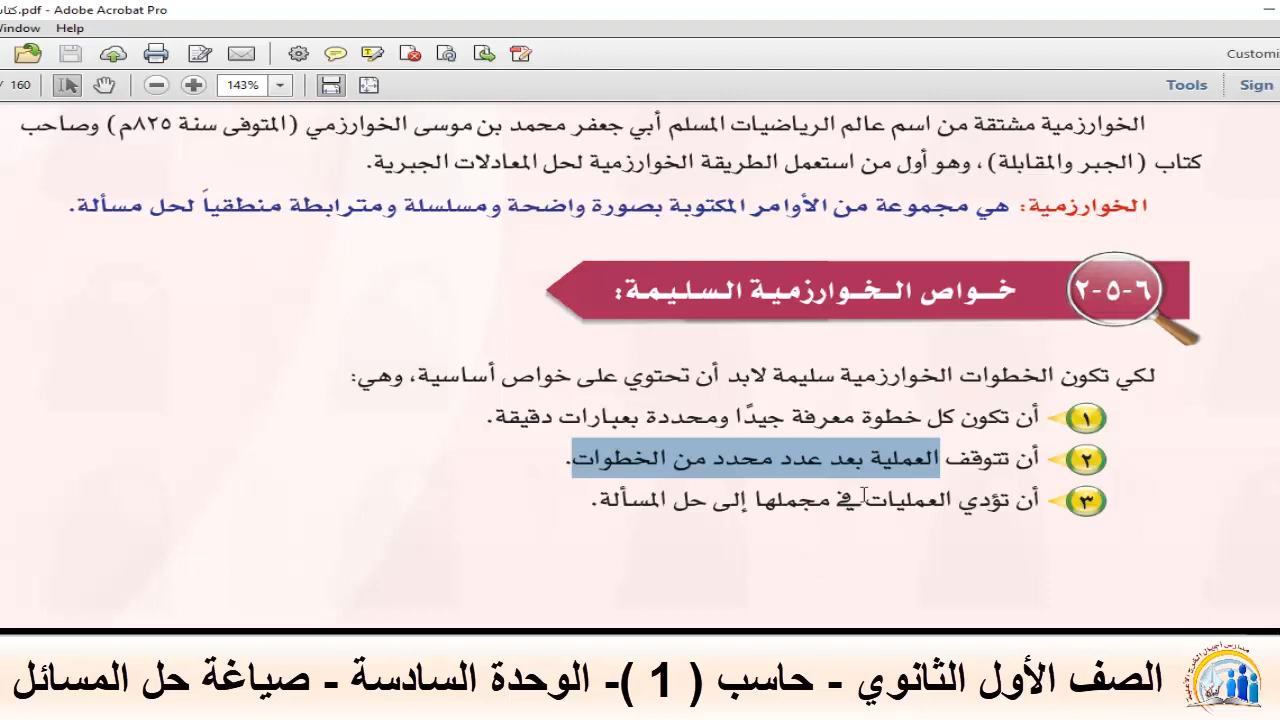 كتاب.pdf - Adobe Acrobat Pro
Window Help
Customi
/ 160 143% Tools Sign
الخوارزمية مشتقة من اسم عالم الرياضيات المسلم أبي جعفر محمد بن موسى الخوارزمي (المتوفى سنة ٨٢٥م) وصاحب
كتاب (الجبر والمقابلة)، وهو أول من استعمل الطريقة الخوارزمية لحل المعادلات الجبرية.
الخوارزمية: هي مجموعة من الأوامر المكتوبة بصورة واضحة ومسلسلة ومترابطة منطقياً لحل مسألة.
٦-٥-٢ خواص الخوارزمية السليمة:
لكي تكون الخطوات الخوارزمية سليمة لابد أن تحتوي على خواص أساسية، وهي:
١ أن تكون كل خطوة معرفة جيدًا ومحددة بعبارات دقيقة.
٢ أن تتوقف العملية بعد عدد محدد من الخطوات.
٣ أن تؤدي العمليات في مجملها إلى حل المسألة.
الصف الأول الثانوي - حاسب ( 1 )- الوحدة السادسة - صياغة حل المسائل